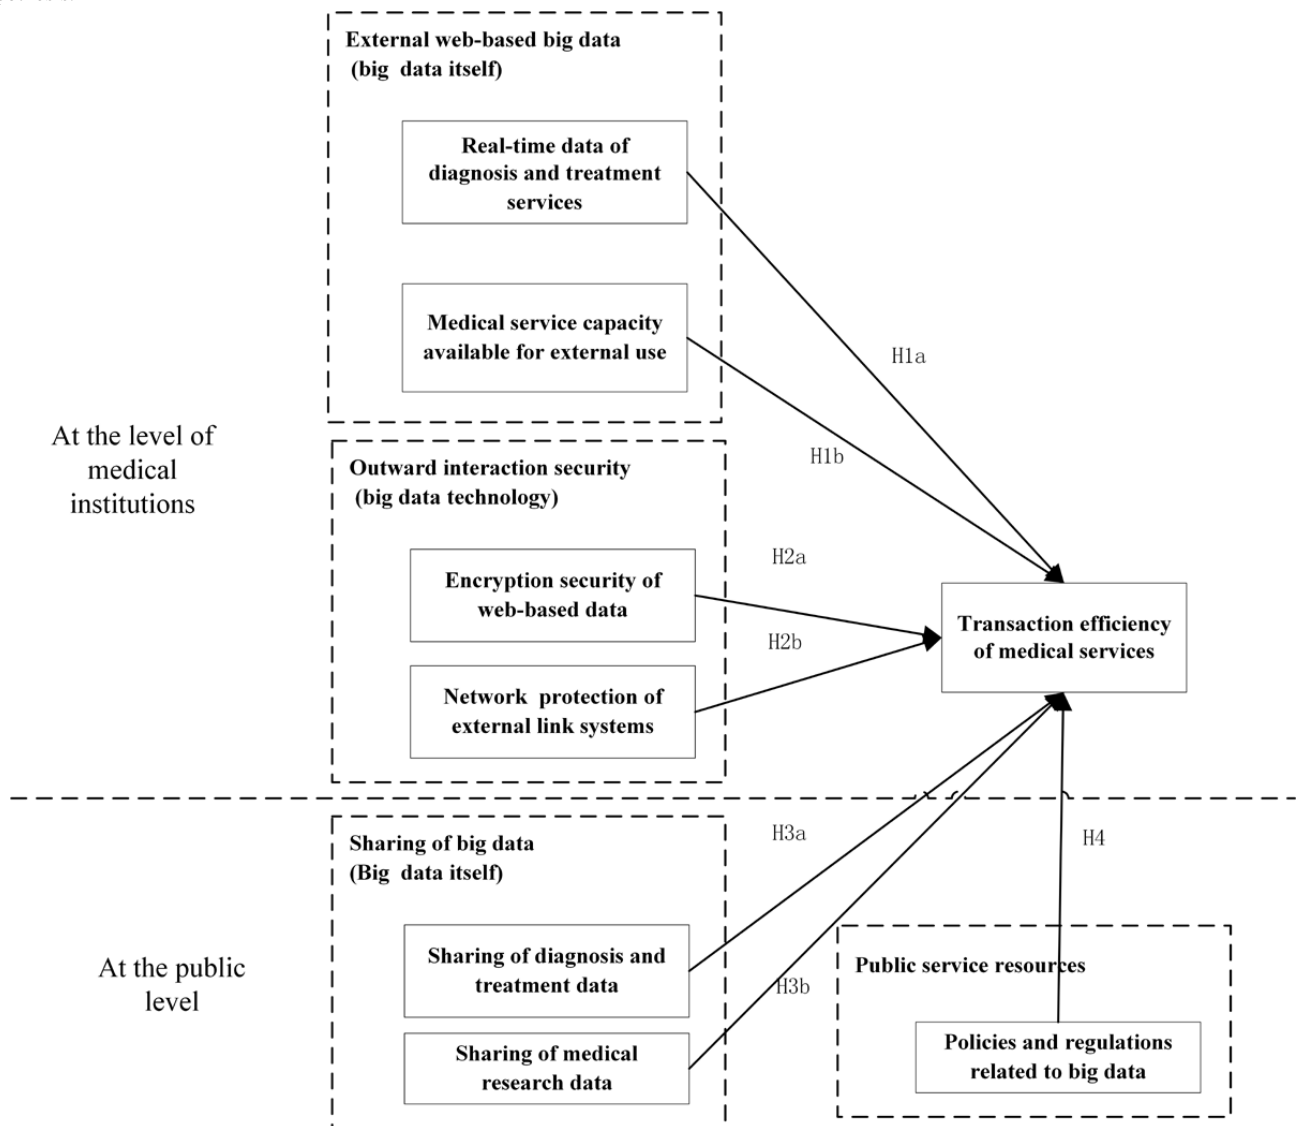 External web-based big data
(big data itself)
Real-time data of
diagnosis and treatment
services
Medical service capacity
available for external use
H1a
H1b
At the level of
medical
institutions
Outward interaction security
(big data technology)
Encryption security of
web-based data
Network protection of
external link systems
H2a
H2b
Transaction efficiency
of medical services
Sharing of big data
(Big data itself)
Sharing of diagnosis and
treatment data
Sharing of medical
research data
H3a
H3b
H4
At the public
level
Public service resources
Policies and regulations
related to big data